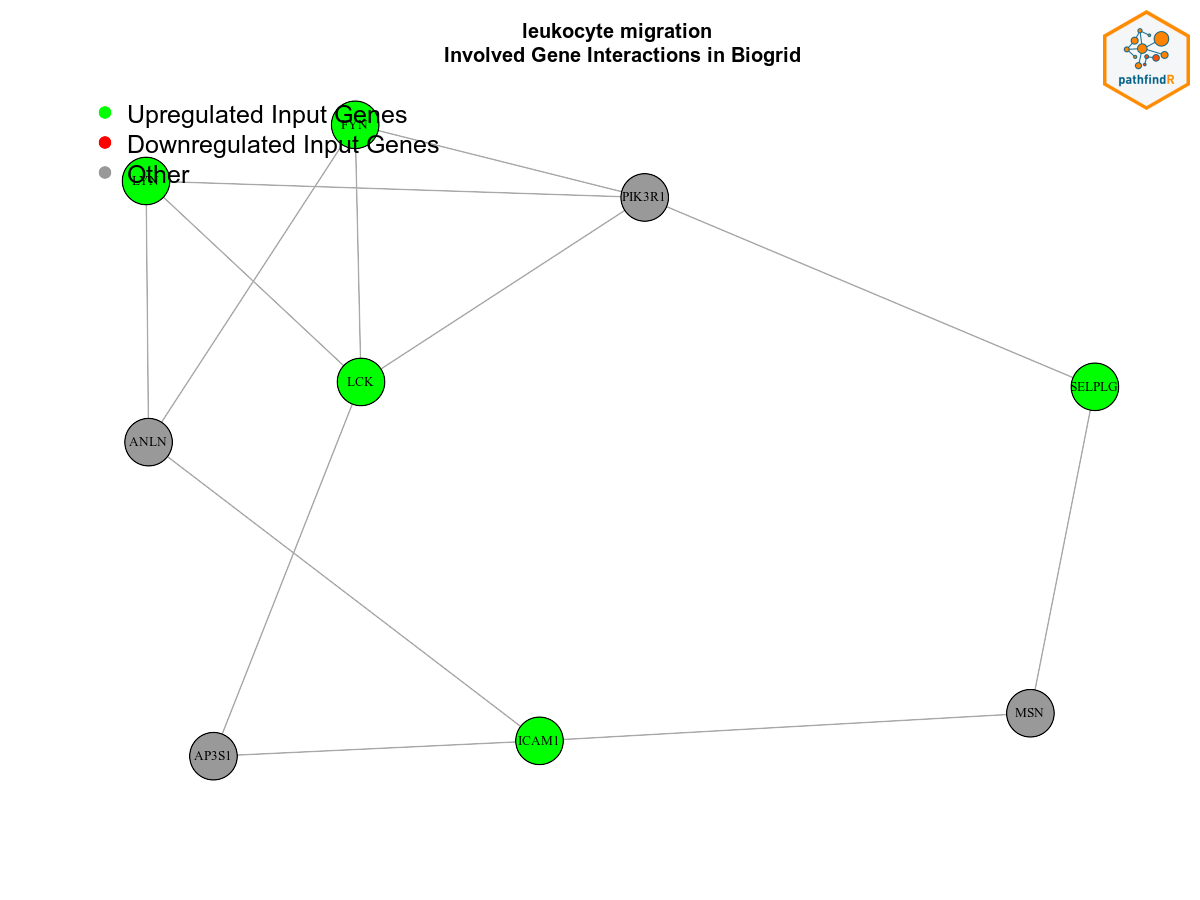 leukocyte migration
Involved Gene Interactions in Biogrid
pathfindR
Upregulated Input Genes
FYN
Downregulated Input Genes
Other
LYN
PIK3R1
LCK
SELPLG
ANLN
MSN
ICAM1
AP3S1